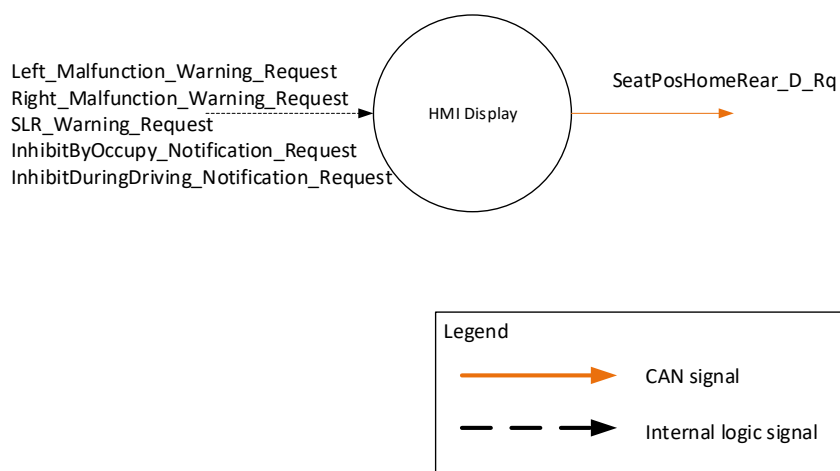 Left_Malfunction_Warning_Request
Right_Malfunction_Warning_Request
SLR_Warning_Request
InhibitByOccupy_Notification_Request
InhibitDuringDriving_Notification_Request
HMI Display
SeatPosHomeRear_D_Rq
Legend
CAN signal
Internal logic signal